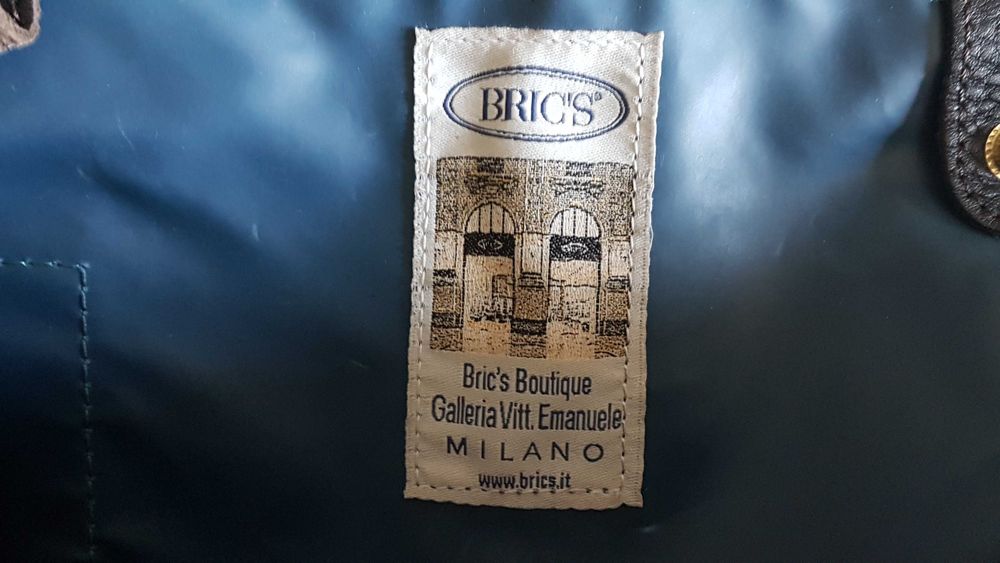 BRIC'S®
Bric's Boutique
Galleria Vitt. Emanuele
MILANO
www.brics.it